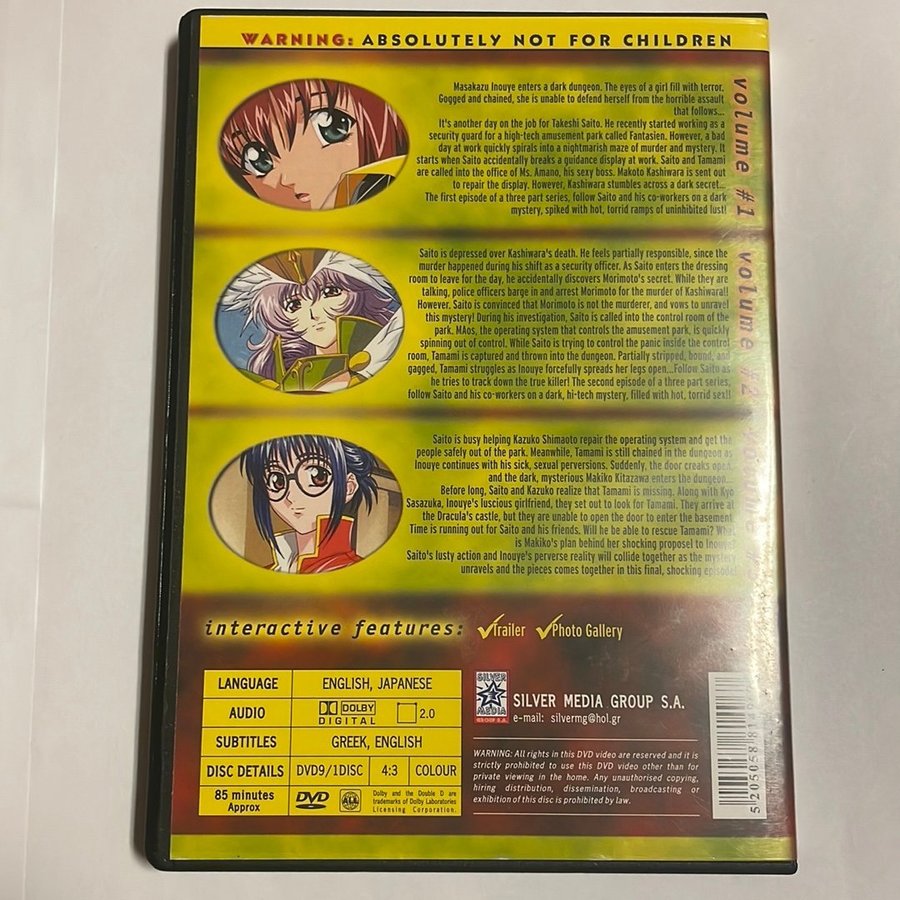 WARNING: ABSOLUTELY NOT FOR CHILDREN
Masakazu Inouye enters a dark dungeon. The eyes of a girl fill with terror.
Gogged and chained, she is unable to defend herself from the horrible assault
that follows...
It's another day on the job for Takeshi Saito. He recently started working as a
security guard for a high-tech amusement park called Fantasien. However, a bad
day at work quickly spirals into a nightmarish maze of murder and mystery. It
starts when Saito accidentally breaks a guidance display at work. Saito and Tamami
are called into the office of Ms. Amano, his sexy boss. Makoto Kashiwara is sent out
to repair the display. However, Kashiwara stumbles across a dark secret...
The first episode of a three part series, follow Saito and his co-workers on a dark
mystery, spiked with hot, torrid ramps of uninhibited lust!
volume #1
Saito is depressed over Kashiwara's death. He feels partially responsible, since the
murder happened during his shift as a security officer. As Saito enters the dressing
room to leave for the day, he accidentally discovers Morimoto's secret. While they are
talking, police officers barge in and arrest Morimoto for the murder of Kashiwara!!
However, Saito is convinced that Morimoto is not the murderer, and vows to unravel
this mystery! During his investigation, Saito is called into the control room of the
park. MAos, the operating system that controls the amusement park, is quickly
spinning out of control. While Saito is trying to control the panic inside the control
room, Tamami is captured and thrown into the dungeon. Partially stripped, bound, and
gagged, Tamami struggles as Inouye forcefully spreads her legs open...Follow Saito as
he tries to track down the true killer! The second episode of a three part series,
follow Saito and his co-workers on a dark, hi-tech mystery, filled with hot, torrid sex!!
volume #2
Saito is busy helping Kazuko Shimaoto repair the operating system and get the
people safely out of the park. Meanwhile, Tamami is still chained in the dungeon as
Inouye continues with his sick, sexual perversions. Suddenly, the door creaks open,
and the dark, mysterious Makiko Kitazawa enters the dungeon...
Before long, Saito and Kazuko realize that Tamami is missing. Along with Kyo
Sasazuka, Inouye's luscious girlfriend, they set out to look for Tamami. They arrive at
the Dracula's castle, but they are unable to open the door to enter the basement.
Time is running out for Saito and his friends. Will he be able to rescue Tamami?
is Makiko's plan behind her shocking proposal to Inouye?
Saito's lusty action and Inouye's perverse reality will collide together as the mystery
unravels and the pieces comes together in this final, shocking episode!
volume
interactive features: Trailer Photo Gallery
LANGUAGE ENGLISH, JAPANESE
AUDIO DOLBY DIGITAL 2.0
SUBTITLES GREEK, ENGLISH
DISC DETAILS DVD9/1DISC 4:3 COLOUR
85 minutes Approx DVD ALL
Dolby and the Double D are
trademarks of Dolby Laboratories
Licensing Corporation.
SILVER MEDIA GROUP S.A.
SILVER MEDIA GROUP S.A.
e-mail: silvermg@hol.gr
WARNING: All rights in this DVD video are reserved and it is
strictly prohibited to use this DVD video other than for
private viewing in the home. Any unauthorised copying,
hiring distribution, dissemination, broadcasting or
exhibition of this disc is prohibited by law.